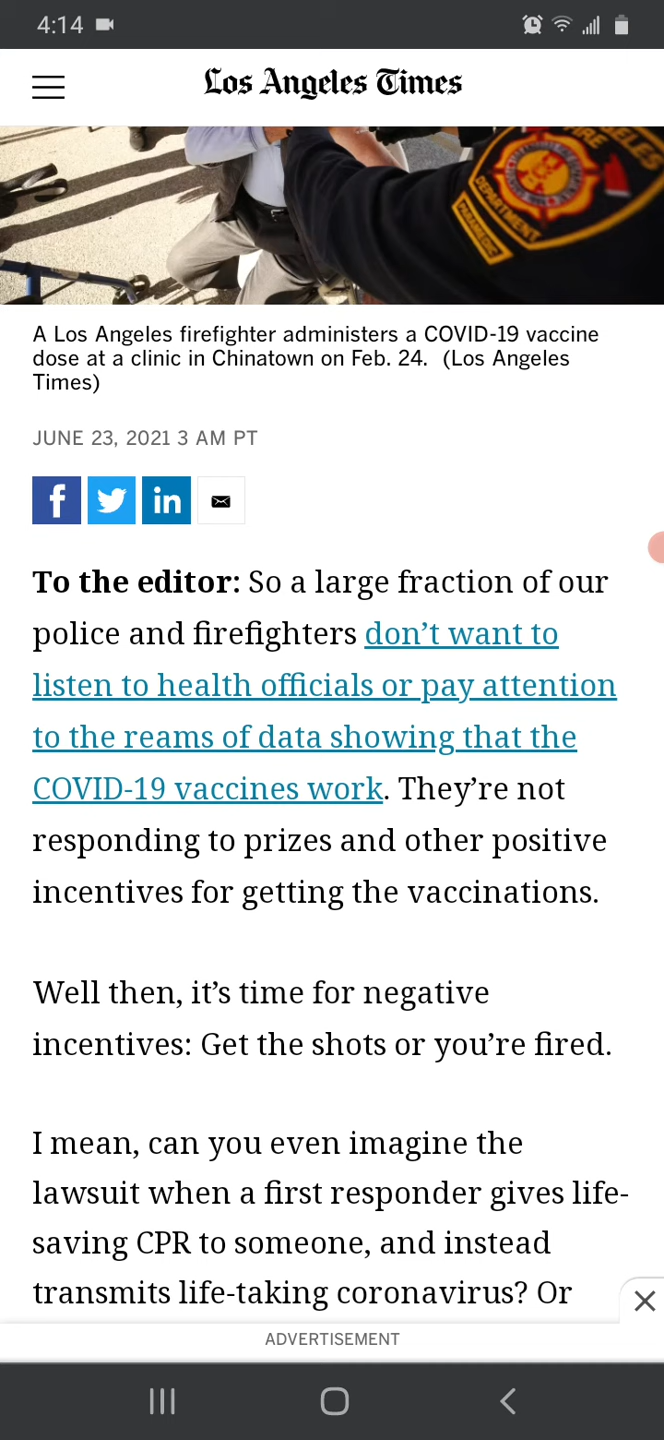 4:14
Los Angeles Times
FIRE
DEPARTMENT
PARAMEDIC
A Los Angeles firefighter administers a COVID-19 vaccine
dose at a clinic in Chinatown on Feb. 24. (Los Angeles
Times)
JUNE 23, 2021 3 AM PT
f
in
To the editor: So a large fraction of our
police and firefighters don’t want to
listen to health officials or pay attention
to the reams of data showing that the
COVID-19 vaccines work. They’re not
responding to prizes and other positive
incentives for getting the vaccinations.
Well then, it’s time for negative
incentives: Get the shots or you’re fired.
I mean, can you even imagine the
lawsuit when a first responder gives life-
saving CPR to someone, and instead
transmits life-taking coronavirus? Or
ADVERTISEMENT